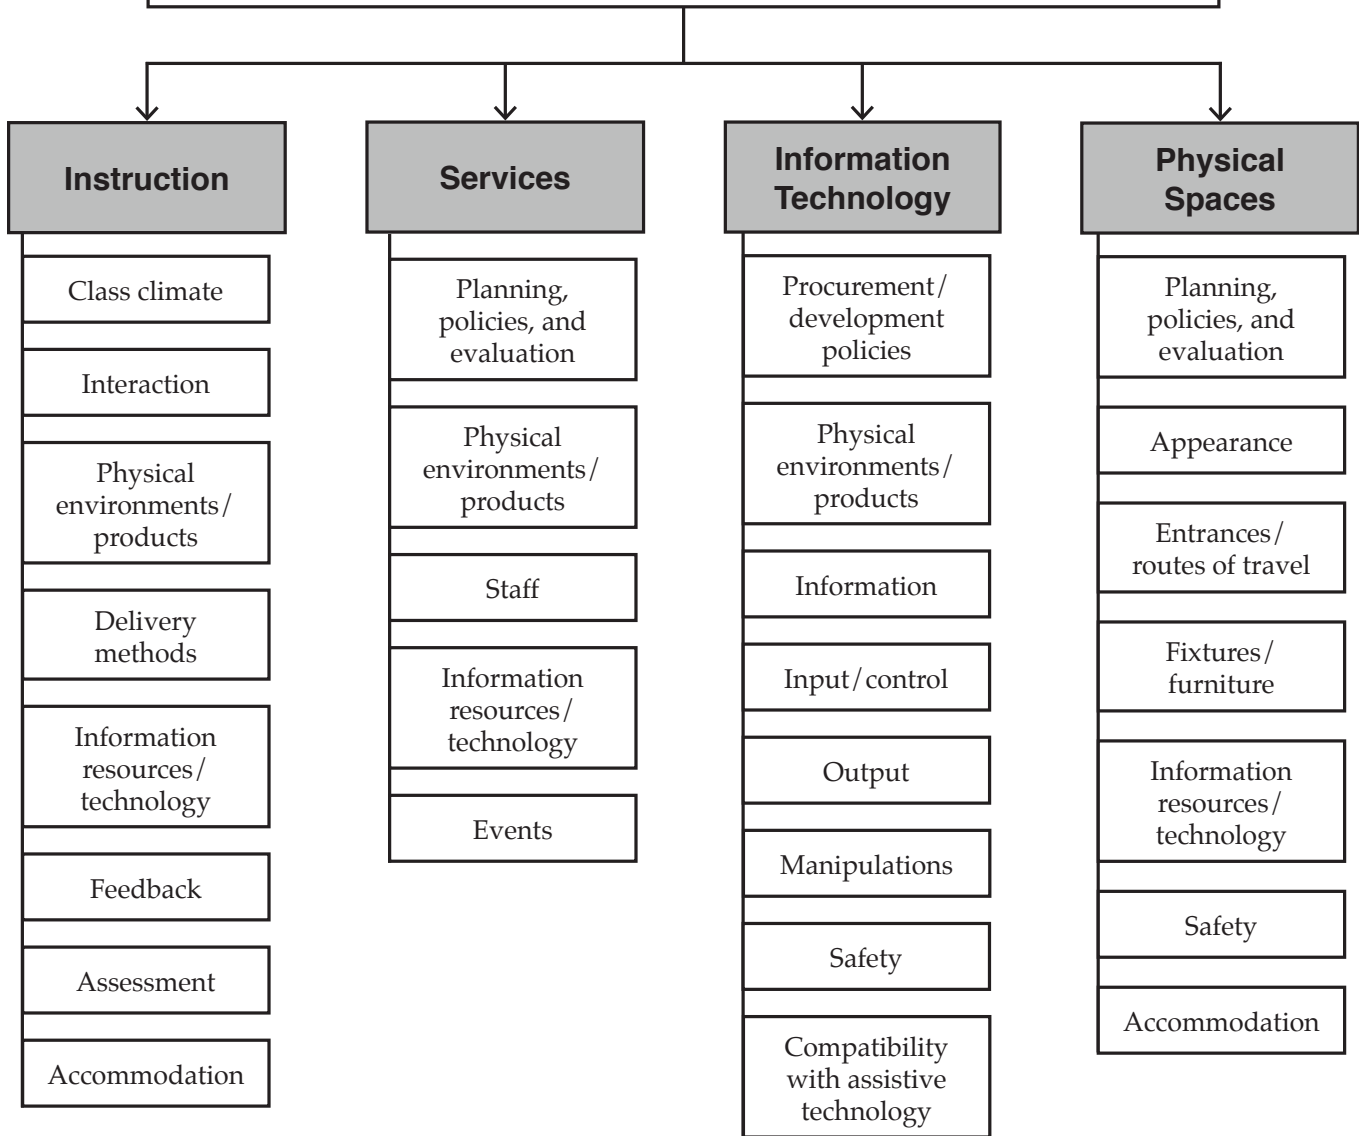 Instruction
Class climate
Interaction
Physical
environments/
products
Delivery
methods
Information
resources/
technology
Feedback
Assessment
Accommodation
Services
Planning,
policies, and
evaluation
Physical
environments/
products
Staff
Information
resources/
technology
Events
Information
Technology
Procurement/
development
policies
Physical
environments/
products
Information
Input/control
Output
Manipulations
Safety
Compatibility
with assistive
technology
Physical
Spaces
Planning,
policies, and
evaluation
Appearance
Entrances/
routes of travel
Fixtures/
furniture
Information
resources/
technology
Safety
Accommodation